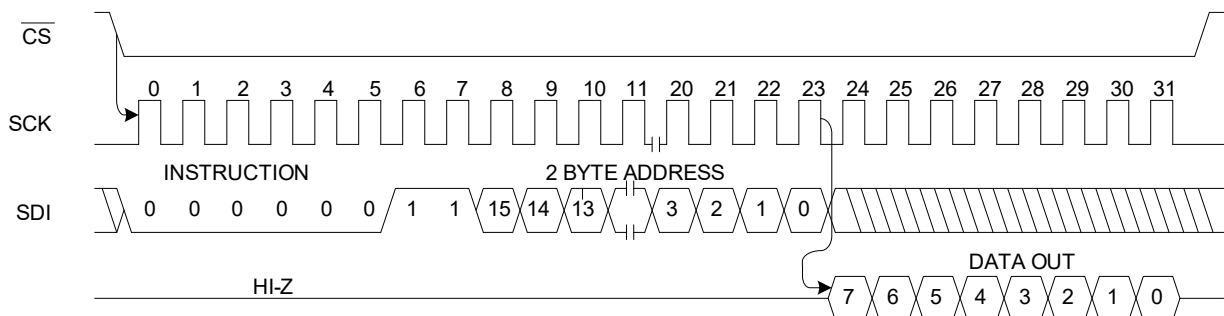 CS
0 1 2 3 4 5 6 7 8 9 10 11 20 21 22 23 24 25 26 27 28 29 30 31
SCK
INSTRUCTION 2 BYTE ADDRESS
SDI 0 0 0 0 0 0 1 1 15 14 13 3 2 1 0
DATA OUT
HI-Z
7 6 5 4 3 2 1 0